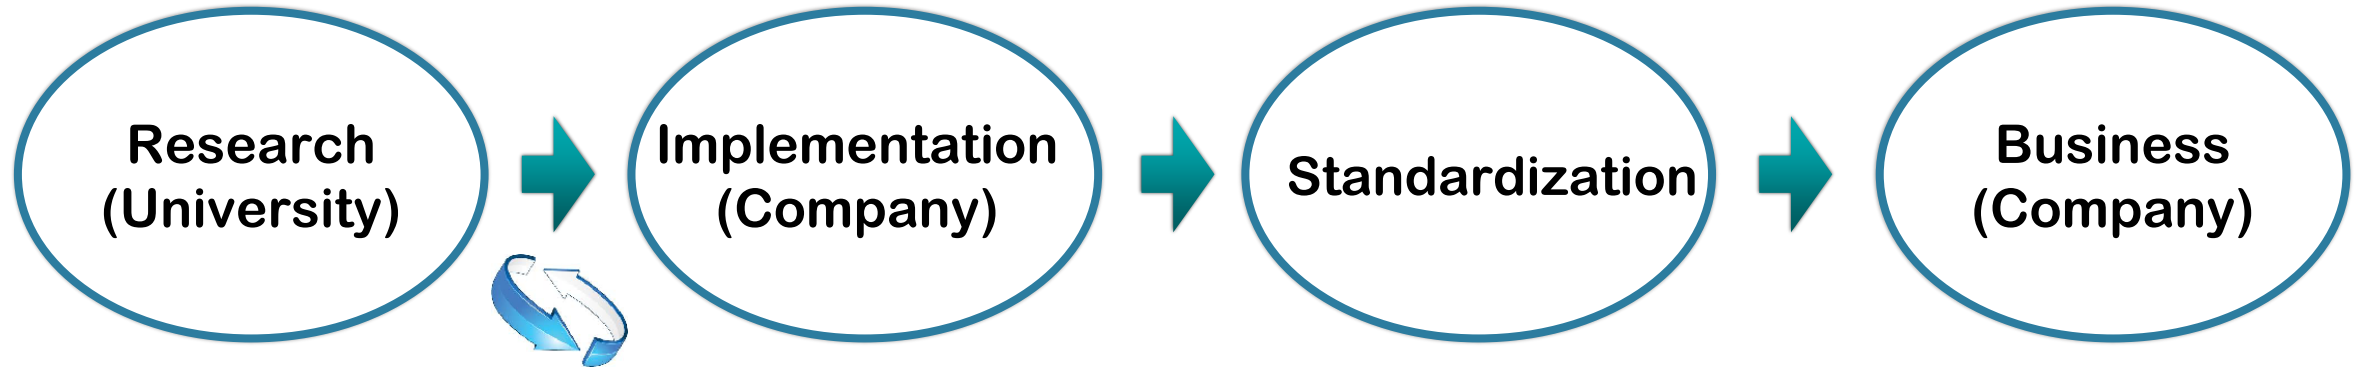 Research
(University)
Implementation
(Company)
Standardization
Business
(Company)